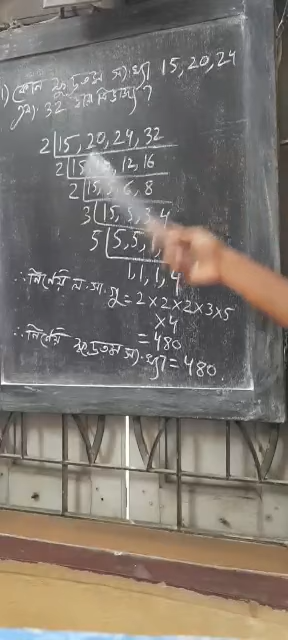 1) কোন ক্ষুদ্রতম সংখ্যা 15, 20, 24
এবং 32 দ্বারা বিভাজ্য?
2 15, 20, 24, 32
2 15, 12, 16
2 15, 5, 6, 8
3 15, 5, 3, 4
5 5, 5, 1,
1, 1, 1, 4
∴ নির্ণেয় ল. সা. গু = 2 × 2 × 2 × 3 × 5
× 4
= 480
∴ নির্ণেয় ক্ষুদ্রতম সংখ্যা = 480.